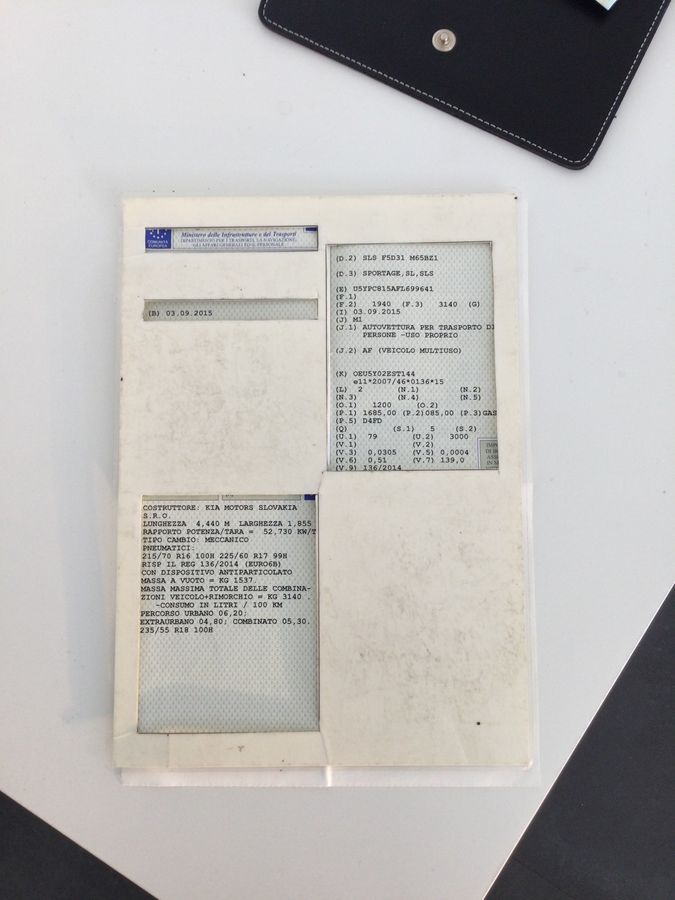 COMUNITÀ
EUROPEA
Ministero delle Infrastrutture e dei Trasporti
DIPARTIMENTO PER I TRASPORTI, LA NAVIGAZIONE,
GLI AFFARI GENERALI ED IL PERSONALE
(B) 03.09.2015
(D.2) SLS F5D31 M65BZ1
(D.3) SPORTAGE,SL,SLS
(E) U5YPC815AFL699641
(F.1)
(F.2) 1940 (F.3) 3140 (G)
(I) 03.09.2015
(J) M1
(J.1) AUTOVETTURA PER TRASPORTO DI
PERSONE -USO PROPRIO
(J.2) AF (VEICOLO MULTIUSO)
(K) OEU5Y02EST144
e11*2007/46*0136*15
(L) 2 (N.1) (N.2)
(N.3) (N.4) (N.5)
(O.1) 1200 (O.2)
(P.1) 1685,00 (P.2)085,00 (P.3)GAS
(P.5) D4FD
(Q) (S.1) 5 (S.2)
(U.1) 79 (U.2) 3000
(V.1) (V.2)
(V.3) 0,0305 (V.5) 0,0004
(V.6) 0,51 (V.7) 139,0
(V.9) 136/2014
COSTRUTTORE: KIA MOTORS SLOVAKIA
S.R.O.
LUNGHEZZA 4,440 M LARGHEZZA 1,855
RAPPORTO POTENZA/TARA = 52,730 KW/T
TIPO CAMBIO: MECCANICO
PNEUMATICI:
215/70 R16 100H 225/60 R17 99H
RISP IL REG 136/2014 (EURO6B)
CON DISPOSITIVO ANTIPARTICOLATO
MASSA A VUOTO = KG 1537.
MASSA MASSIMA TOTALE DELLE COMBINA-
ZIONI VEICOLO+RIMORCHIO = KG 3140 .
-CONSUMO IN LITRI / 100 KM
PERCORSO URBANO 06,20;
EXTRAURBANO 04,80; COMBINATO 05,30.
235/55 R18 100H